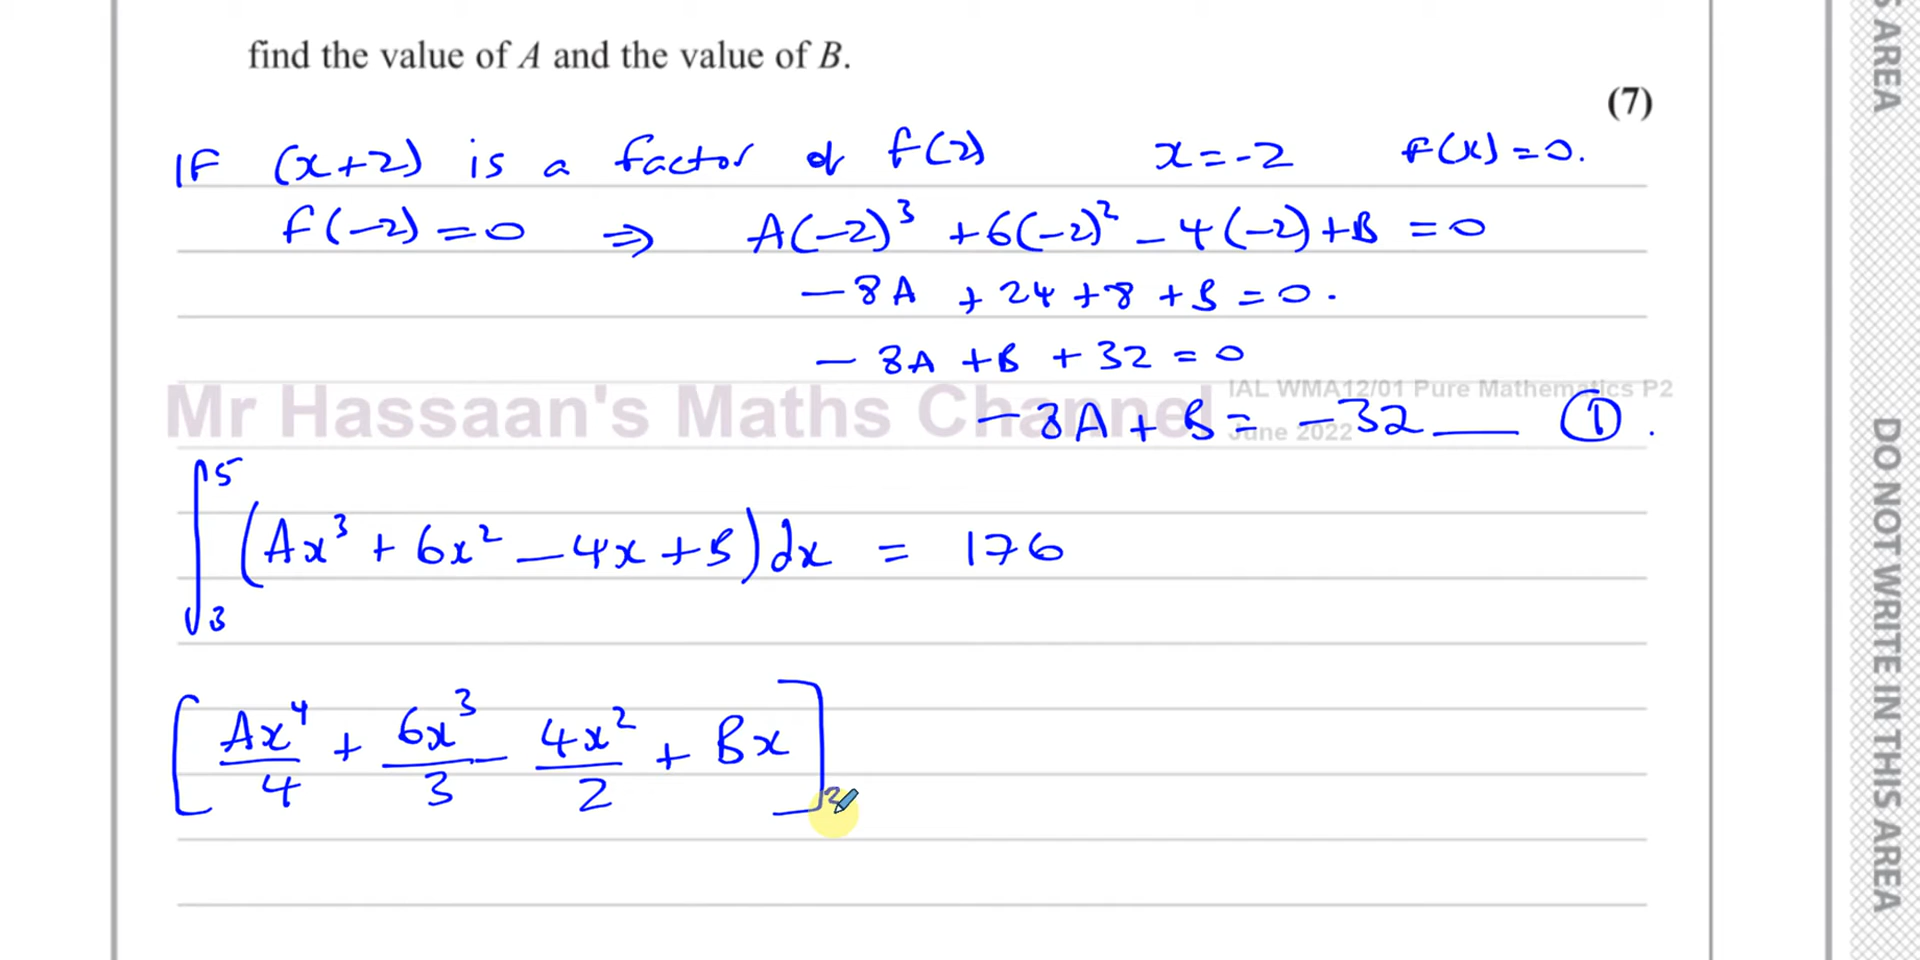 find the value of A and the value of B.
(7)
IF (x+2) is a factor of f(2) x = -2 f(x) = 0.
f(-2) = 0 ⇒ A(-2)³ + 6(-2)² - 4(-2) + B = 0
-8A + 24 + 8 + B = 0.
-8A + B + 32 = 0
Mr Hassaan's Maths Channel
IAL WMA12/01 Pure Mathematics P2
June 2022
-8A + B = -32 ①.
∫₃⁵ (Ax³ + 6x² - 4x + B) dx = 176
[Ax⁴/4 + 6x³/3 - 4x²/2 + Bx]
S AREA
DO NOT WRITE IN THIS AREA